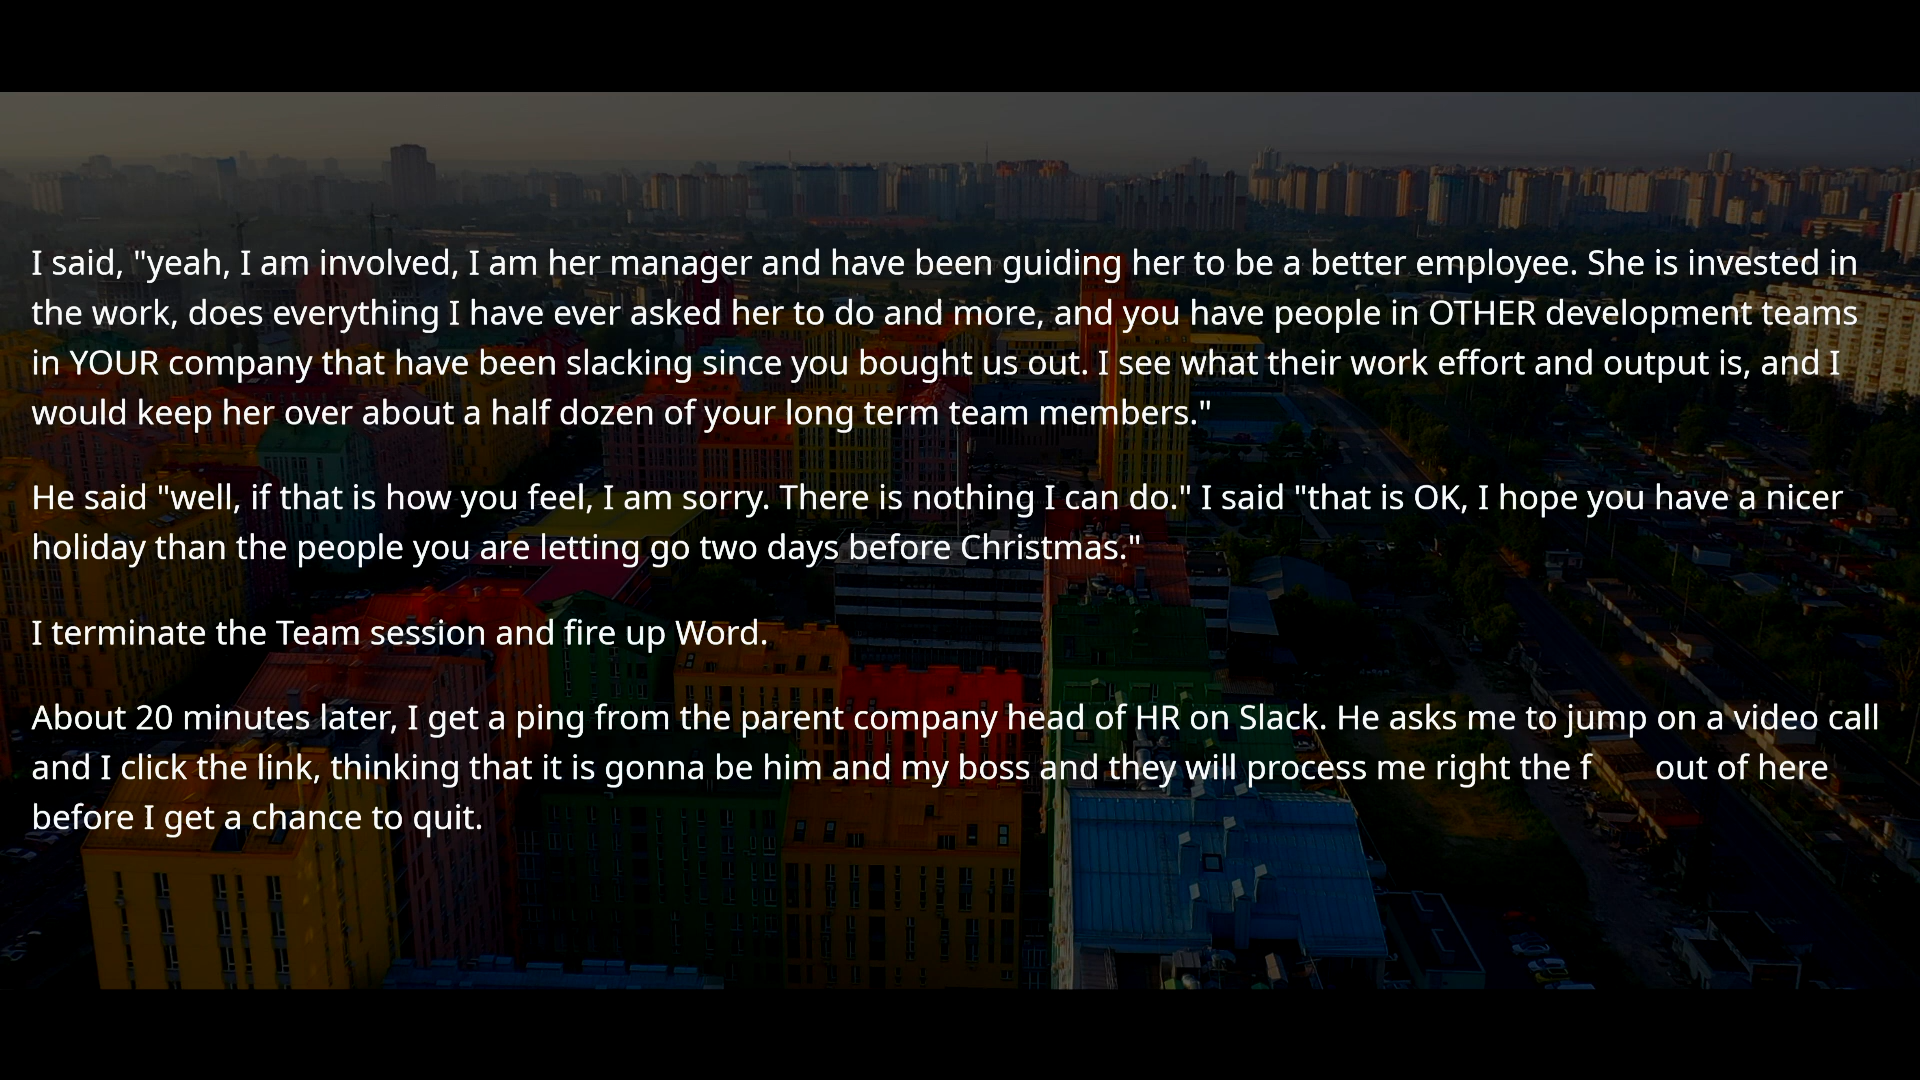 I said, "yeah, I am involved, I am her manager and have been guiding her to be a better employee. She is invested in
the work, does everything I have ever asked her to do and more, and you have people in OTHER development teams
in YOUR company that have been slacking since you bought us out. I see what their work effort and output is, and I
would keep her over about a half dozen of your long term team members."
He said "well, if that is how you feel, I am sorry. There is nothing I can do." I said "that is OK, I hope you have a nicer
holiday than the people you are letting go two days before Christmas."
I terminate the Team session and fire up Word.
About 20 minutes later, I get a ping from the parent company head of HR on Slack. He asks me to jump on a video call
and I click the link, thinking that it is gonna be him and my boss and they will process me right the f out of here
before I get a chance to quit.